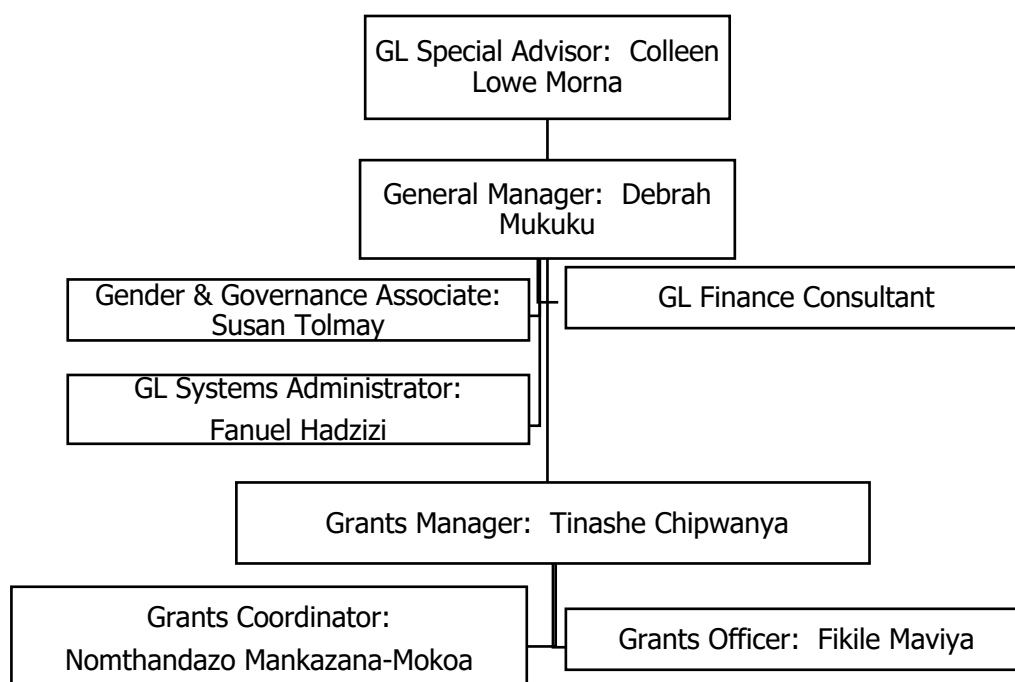 GL Special Advisor: Colleen
Lowe Morna
General Manager: Debrah
Mukuku
Gender & Governance Associate:
Susan Tolmay
GL Finance Consultant
GL Systems Administrator:
Fanuel Hadzizi
Grants Manager: Tinashe Chipwanya
Grants Coordinator:
Nomthandazo Mankazana-Mokoa
Grants Officer: Fikile Maviya